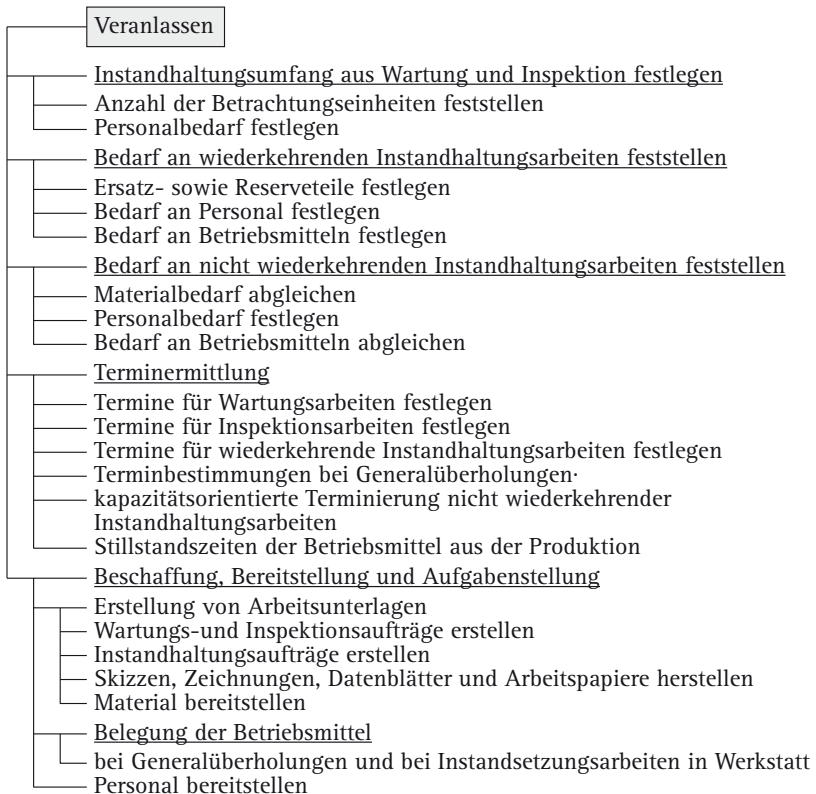 Veranlassen
Instandhaltungsumfang aus Wartung und Inspektion festlegen
Anzahl der Betrachtungseinheiten feststellen
Personalbedarf festlegen
Bedarf an wiederkehrenden Instandhaltungsarbeiten feststellen
Ersatz- sowie Reserveteile festlegen
Bedarf an Personal festlegen
Bedarf an Betriebsmitteln festlegen
Bedarf an nicht wiederkehrenden Instandhaltungsarbeiten feststellen
Materialbedarf abgleichen
Personalbedarf festlegen
Bedarf an Betriebsmitteln abgleichen
Terminermittlung
Termine für Wartungsarbeiten festlegen
Termine für Inspektionsarbeiten festlegen
Termine für wiederkehrende Instandhaltungsarbeiten festlegen
Terminbestimmungen bei Generalüberholungen·
kapazitätsorientierte Terminierung nicht wiederkehrender
Instandhaltungsarbeiten
Stillstandszeiten der Betriebsmittel aus der Produktion
Beschaffung, Bereitstellung und Aufgabenstellung
Erstellung von Arbeitsunterlagen
Wartungs-und Inspektionsaufträge erstellen
Instandhaltungsaufträge erstellen
Skizzen, Zeichnungen, Datenblätter und Arbeitspapiere herstellen
Material bereitstellen
Belegung der Betriebsmittel
bei Generalüberholungen und bei Instandsetzungsarbeiten in Werkstatt
Personal bereitstellen